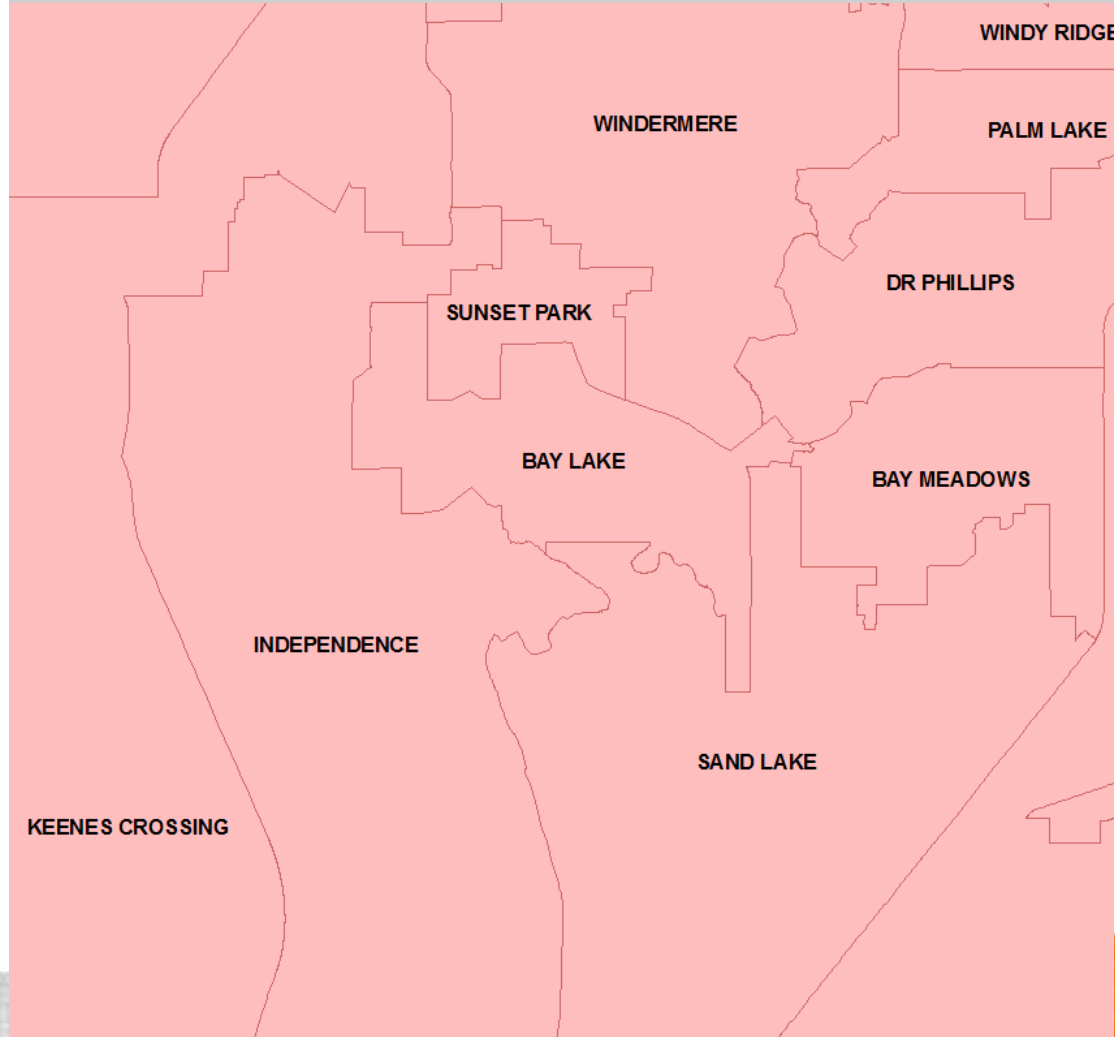 WINDY RIDGE
WINDERMERE
PALM LAKE
DR PHILLIPS
SUNSET PARK
BAY LAKE
BAY MEADOWS
INDEPENDENCE
SAND LAKE
KEENES CROSSING